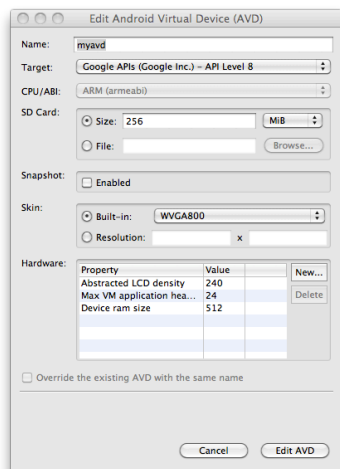 Edit Android Virtual Device (AVD)
Name: myavd
Target: Google APIs (Google Inc.) – API Level 8
CPU/ABI: ARM (armeabi)
SD Card:
Size: 256 MiB
File: Browse...
Snapshot:
Enabled
Skin:
Built-in: WVGA800
Resolution: x
Hardware:
Property Value New...
Abstracted LCD density 240 Delete
Max VM application hea... 24
Device ram size 512
Override the existing AVD with the same name
Cancel Edit AVD